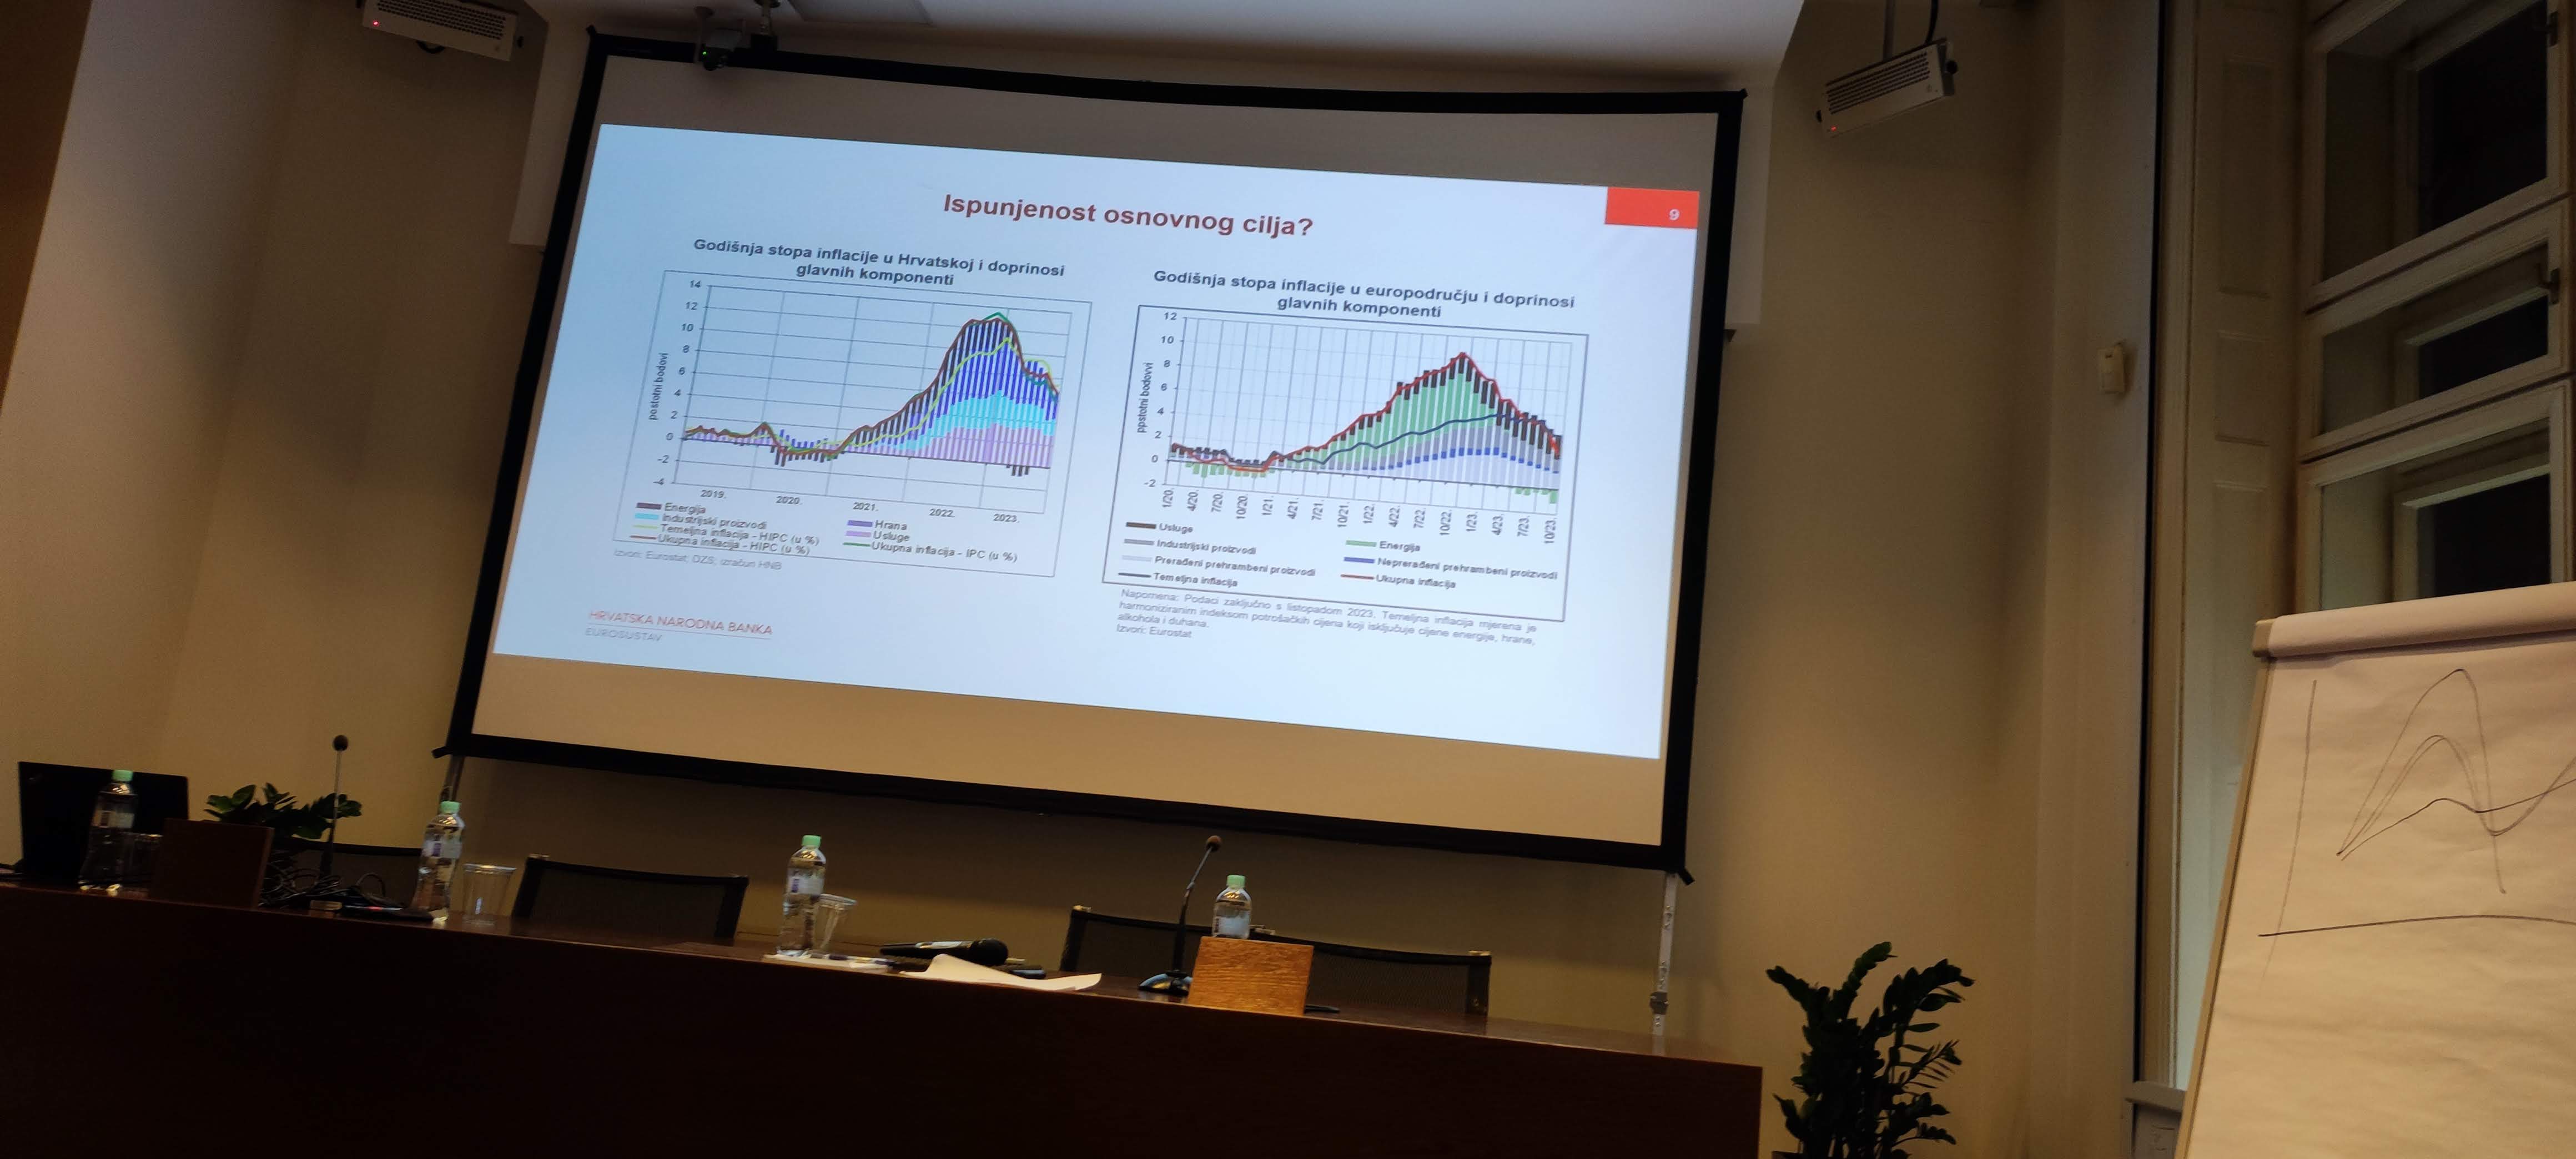 9
Ispunjenost osnovnog cilja?
Godišnja stopa inflacije u Hrvatskoj i doprinosi
glavnih komponenti
14
12
10
8
6
4
2
0
-2
-4
postotni bodovi
2019.
2020.
2021.
2022.
2023.
Energija
Hrana
Industrijski proizvodi
Usluge
Temeljna inflacija - HIPC (u %)
Ukupna inflacija - IPC (u %)
Ukupna inflacija - HIPC (u %)
Izvori: Eurostat; DZS; izračun HNB
Godišnja stopa inflacije u europodručju i doprinosi
glavnih komponenti
12
10
8
6
4
2
0
-2
ppstotni bodovvi
1/20.
4/20.
7/20.
10/20.
1/21.
4/21.
7/21.
10/21.
1/22.
4/22.
7/22.
10/22.
1/23.
4/23.
7/23.
10/23.
Usluge
Energija
Industrijski proizvodi
Neprerađeni prehrambeni proizvodi
Prerađeni prehrambeni proizvodi
Ukupna inflacija
Temeljna inflacija
Napomena: Podaci zaključno s listopadom 2023. Temeljna inflacija mjerena je
harmoniziranim indeksom potrošačkih cijena koji isključuje cijene energije, hrane,
alkohola i duhana.
Izvori: Eurostat
HRVATSKA NARODNA BANKA
EUROSUSTAV